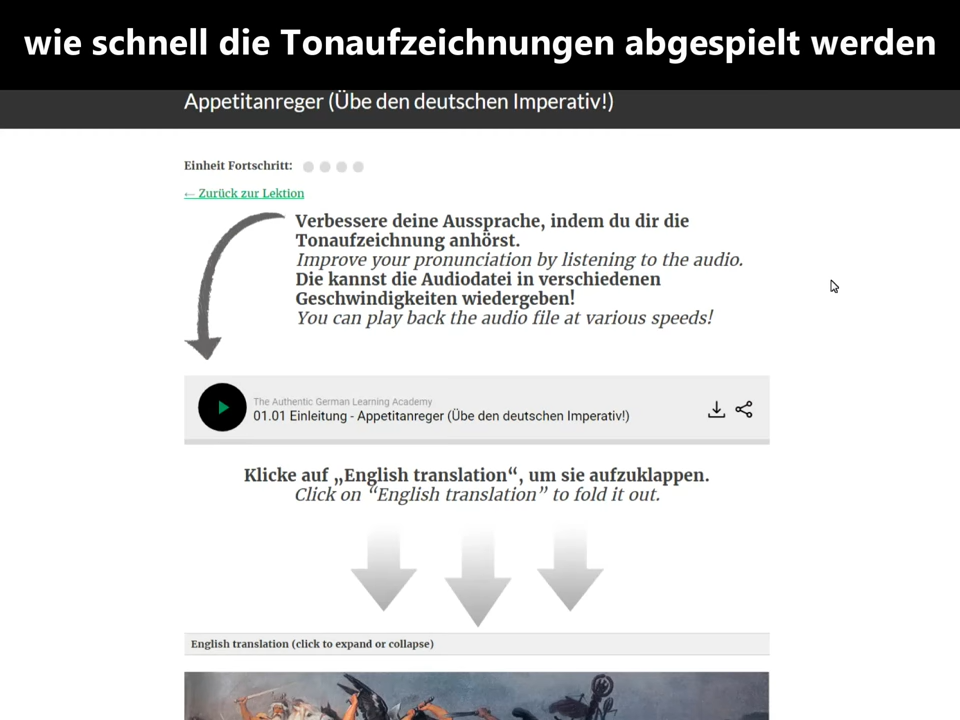 wie schnell die Tonaufzeichnungen abgespielt werden
Appetitanreger (Übe den deutschen Imperativ!)
Einheit Fortschritt:
← Zurück zur Lektion
Verbessere deine Aussprache, indem du dir die
Tonaufzeichnung anhörst.
Improve your pronunciation by listening to the audio.
Die kannst die Audiodatei in verschiedenen
Geschwindigkeiten wiedergeben!
You can play back the audio file at various speeds!
The Authentic German Learning Academy
01.01 Einleitung - Appetitanreger (Übe den deutschen Imperativ!)
Klicke auf „English translation“, um sie aufzuklappen.
Click on “English translation” to fold it out.
English translation (click to expand or collapse)